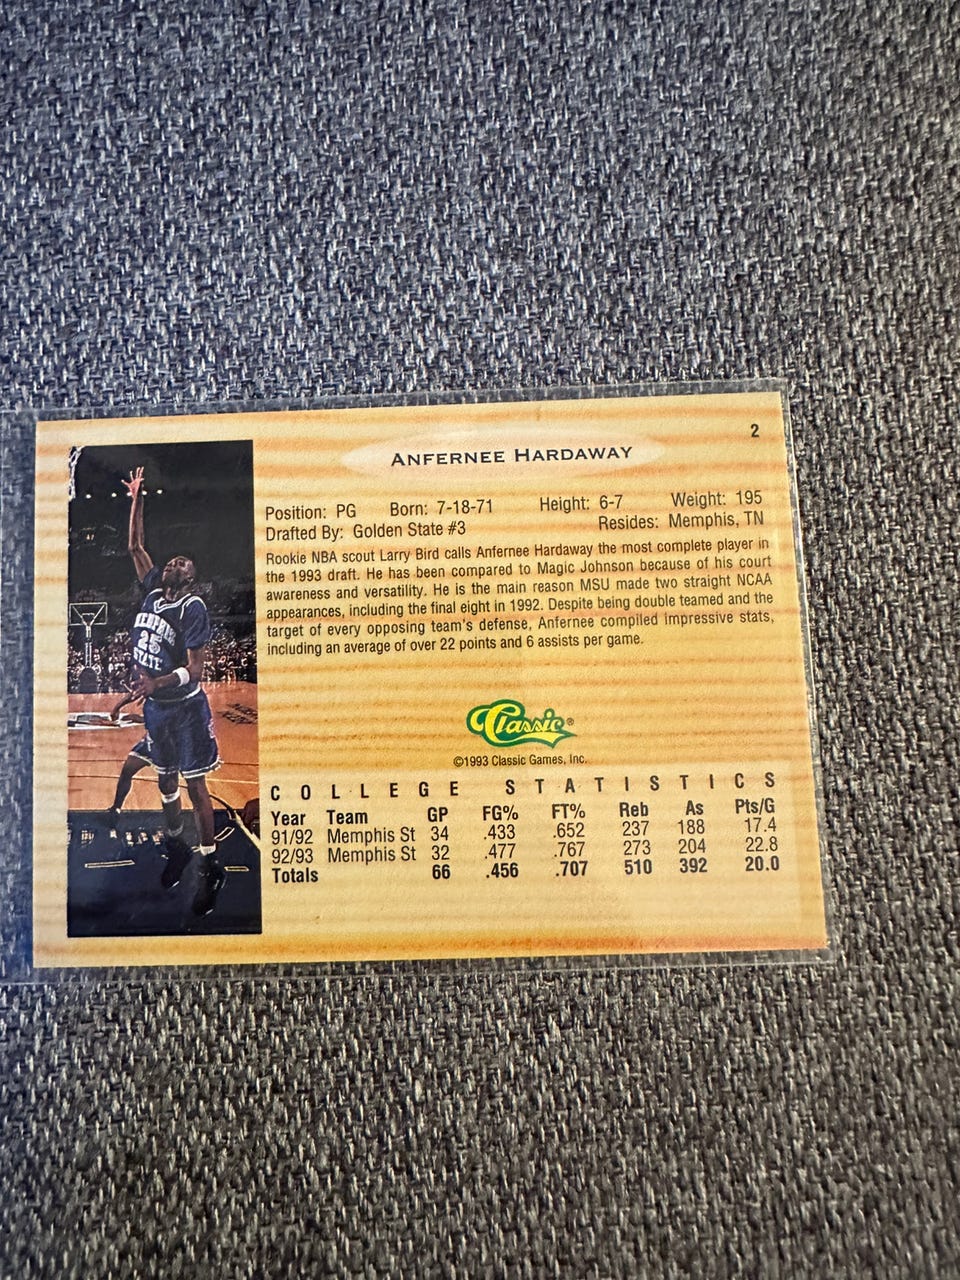 2
ANFERNEE HARDAWAY
Position: PG Born: 7-18-71 Height: 6-7 Weight: 195
Drafted By: Golden State #3 Resides: Memphis, TN
Rookie NBA scout Larry Bird calls Anfernee Hardaway the most complete player in
the 1993 draft. He has been compared to Magic Johnson because of his court
awareness and versatility. He is the main reason MSU made two straight NCAA
appearances, including the final eight in 1992. Despite being double teamed and the
target of every opposing team's defense, Anfernee compiled impressive stats,
including an average of over 22 points and 6 assists per game.
MEMPHIS
25
STATE
Classic®
©1993 Classic Games, Inc.
COLLEGE STATISTICS
Year Team GP FG% FT% Reb As Pts/G
91/92 Memphis St 34 .433 .652 237 188 17.4
92/93 Memphis St 32 .477 .767 273 204 22.8
Totals 66 .456 .707 510 392 20.0